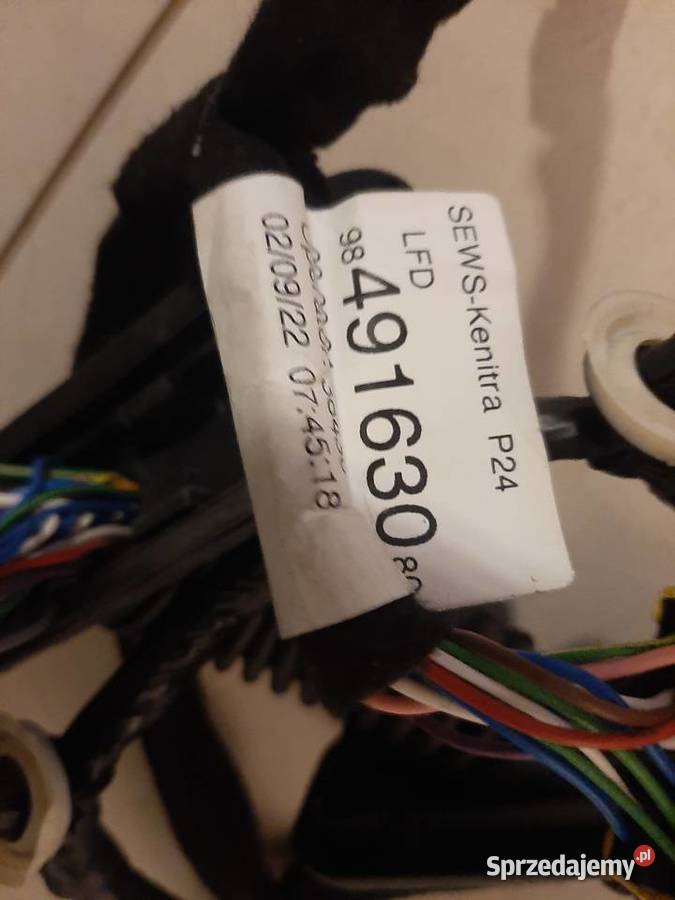 SEWS-Kenitra P24
LFD
98 491630 80
02/09/22 07:45:18
Sprzedajemy.pl